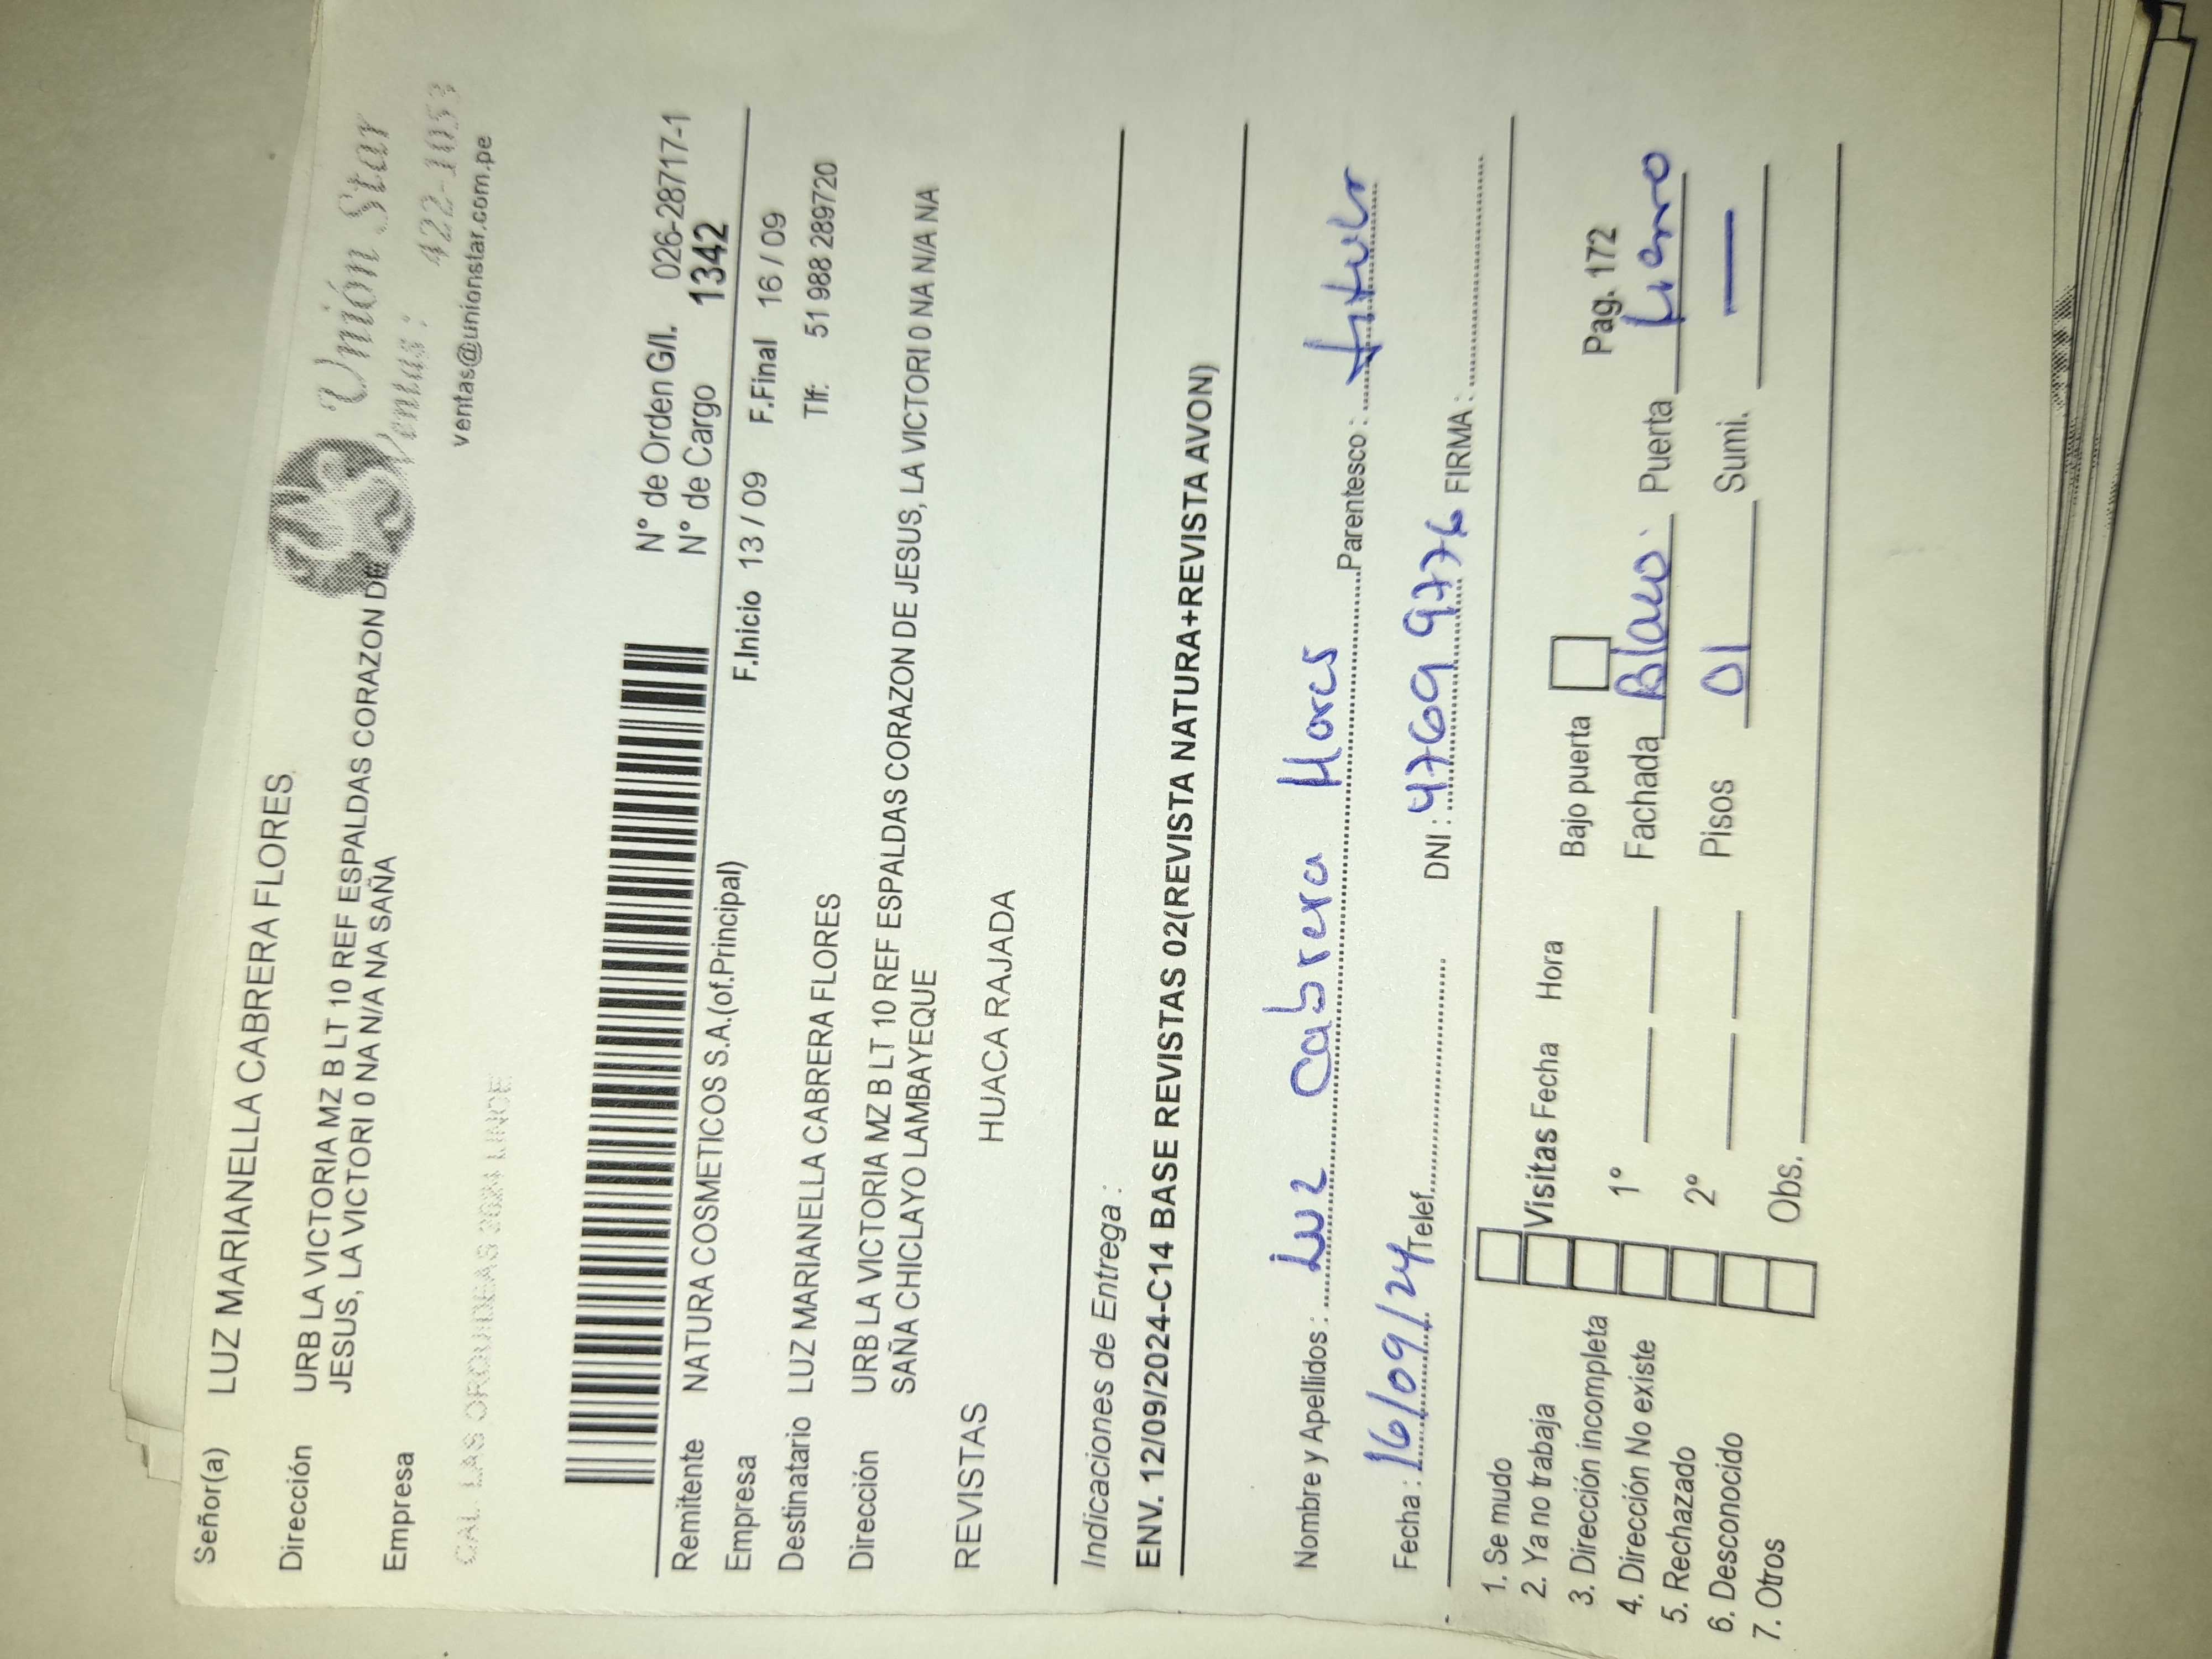 Señor(a) LUZ MARIANELLA CABRERA FLORES
Dirección URB LA VICTORIA MZ B LT 10 REF ESPALDAS CORAZON DE
JESUS, LA VICTORI 0 NA N/A NA SAÑA
Empresa
CAL. LAS ORQUIDEAS LINCE
Unión Star
Ventas : 422-1053
ventas@unionstar.com.pe
N° de Orden G/I. 026-28717-1
N° de Cargo 1342
Remitente NATURA COSMETICOS S.A.(of.Principal)
Empresa F.Inicio 13 / 09 F.Final 16 / 09
Destinatario LUZ MARIANELLA CABRERA FLORES Tlf: 51 988 289720
Dirección URB LA VICTORIA MZ B LT 10 REF ESPALDAS CORAZON DE JESUS, LA VICTORI 0 NA N/A NA
SAÑA CHICLAYO LAMBAYEQUE
REVISTAS HUACA RAJADA
Indicaciones de Entrega :
ENV. 12/09/2024-C14 BASE REVISTAS 02(REVISTA NATURA+REVISTA AVON)
Nombre y Apellidos : Luz Cabrera Flores Parentesco : titular
Fecha : 16/09/24 Telef. DNI : 47699776 FIRMA :
1. Se mudo
2. Ya no trabaja Visitas Fecha Hora Bajo puerta Pag. 172
3. Dirección incompleta
4. Dirección No existe 1° Fachada Blanco Puerta Fierro
5. Rechazado
6. Desconocido 2° Pisos 01 Sumi. —
7. Otros Obs.